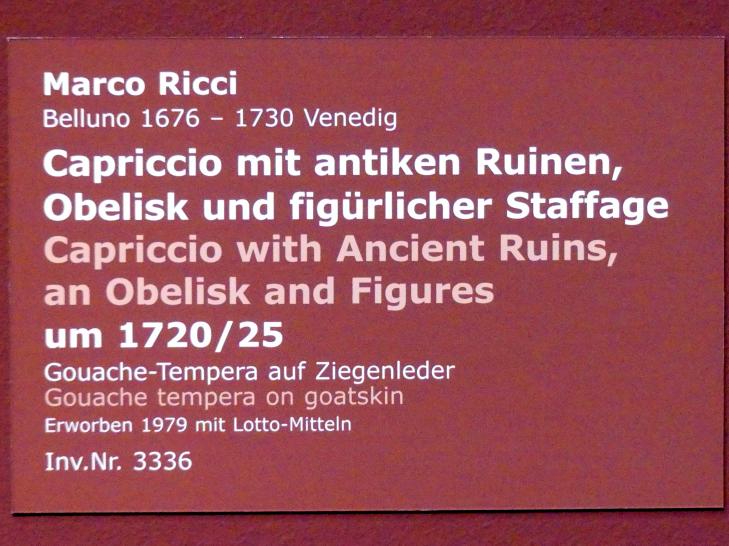 Marco Ricci
Belluno 1676 – 1730 Venedig
Capriccio mit antiken Ruinen,
Obelisk und figürlicher Staffage
Capriccio with Ancient Ruins,
an Obelisk and Figures
um 1720/25
Gouache-Tempera auf Ziegenleder
Gouache tempera on goatskin
Erworben 1979 mit Lotto-Mitteln
Inv.Nr. 3336